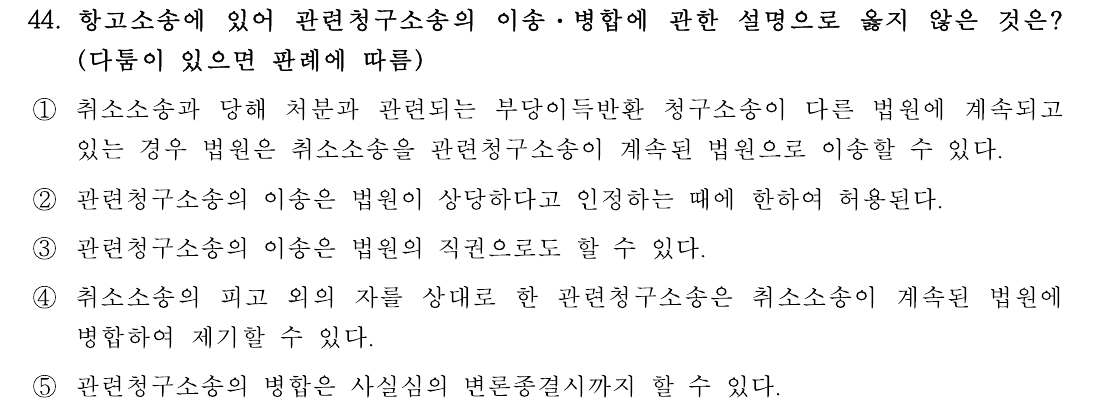 44. 항고소송에 있어 관련청구소송의 이송·병합에 관한 설명으로 옳지 않은 것은?
(다툼이 있으면 판례에 따름)
① 취소소송과 당해 처분과 관련되는 부당이득반환 청구소송이 다른 법원에 계속되고
있는 경우 법원은 취소소송을 관련청구소송이 계속된 법원으로 이송할 수 있다.
② 관련청구소송의 이송은 법원이 상당하다고 인정하는 때에 한하여 허용된다.
③ 관련청구소송의 이송은 법원의 직권으로도 할 수 있다.
④ 취소소송의 피고 외의 자를 상대로 한 관련청구소송은 취소소송이 계속된 법원에
병합하여 제기할 수 있다.
⑤ 관련청구소송의 병합은 사실심의 변론종결시까지 할 수 있다.